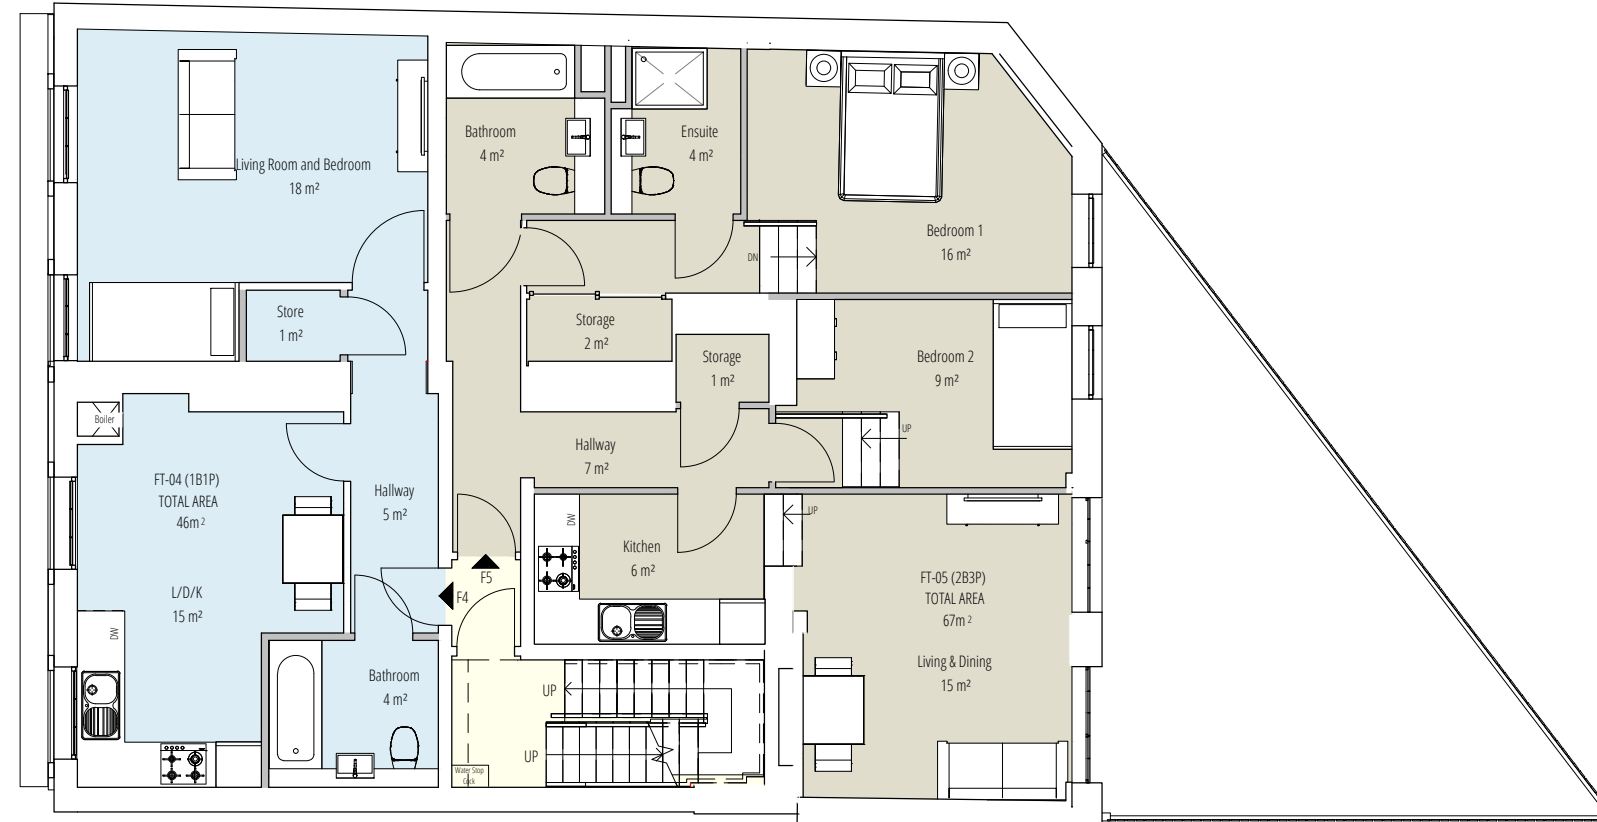 Living Room and Bedroom
18 m²
Bathroom
4 m²
Ensuite
4 m²
Bedroom 1
16 m²
DN
Store
1 m²
Storage
2 m²
Storage
1 m²
Bedroom 2
9 m²
Boiler
UP
Hallway
7 m²
FT-04 (1B1P)
TOTAL AREA
46m²
Hallway
5 m²
UP
DW
Kitchen
6 m²
F5
F4
FT-05 (2B3P)
TOTAL AREA
67m²
L/D/K
15 m²
DW
Living & Dining
15 m²
Bathroom
4 m²
UP
UP
Water Stop
Cock